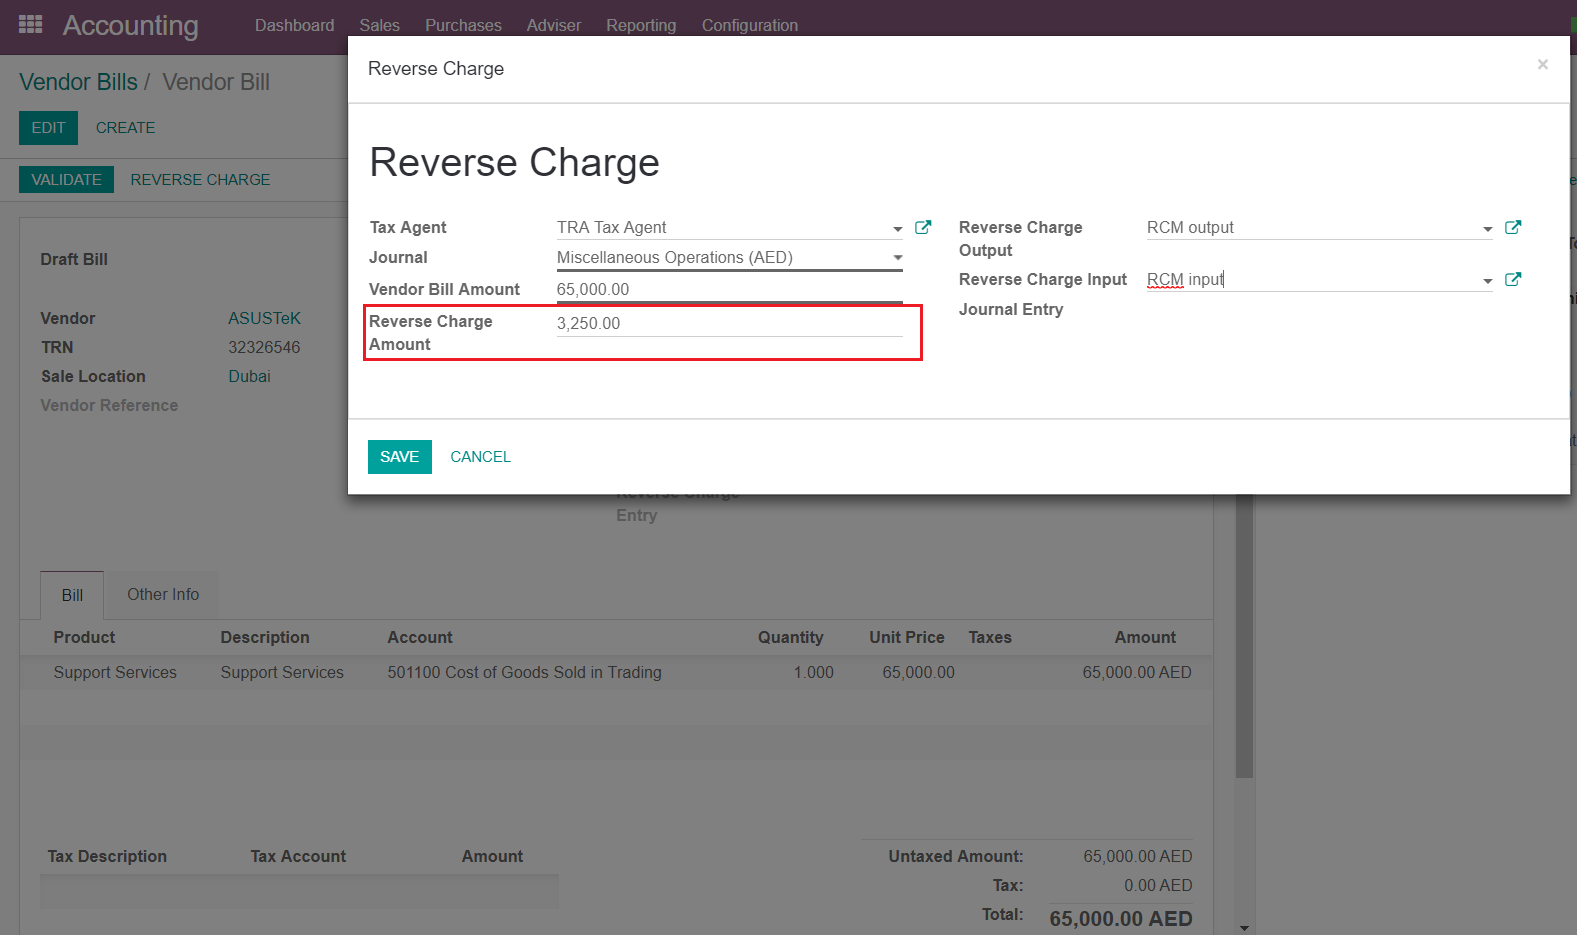 Accounting
Dashboard Sales Purchases Adviser Reporting Configuration
Vendor Bills / Vendor Bill
EDIT CREATE
VALIDATE REVERSE CHARGE
Reverse Charge ×
Reverse Charge
Tax Agent TRA Tax Agent
Journal Miscellaneous Operations (AED)
Vendor Bill Amount 65,000.00
Reverse Charge
Amount 3,250.00
Reverse Charge
Output RCM output
Reverse Charge Input RCM input
Journal Entry
SAVE CANCEL
Draft Bill
Vendor ASUSTeK
TRN 32326546
Sale Location Dubai
Vendor Reference
Reverse Charge
Entry
Bill Other Info
Product Description Account Quantity Unit Price Taxes Amount
Support Services Support Services 501100 Cost of Goods Sold in Trading 1.000 65,000.00 65,000.00 AED
Tax Description Tax Account Amount
Untaxed Amount: 65,000.00 AED
Tax: 0.00 AED
Total: 65,000.00 AED